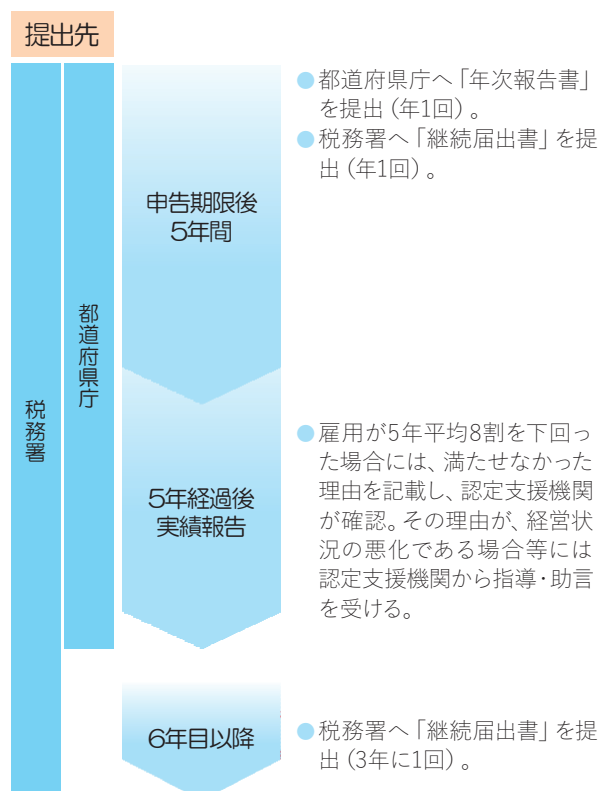 提出先
税務署
都道府県庁
申告期限後
5年間
●都道府県庁へ「年次報告書」
を提出（年1回）。
●税務署へ「継続届出書」を提
出（年1回）。
5年経過後
実績報告
●雇用が5年平均8割を下回っ
た場合には、満たせなかった
理由を記載し、認定支援機関
が確認。その理由が、経営状
況の悪化である場合等には
認定支援機関から指導・助言
を受ける。
6年目以降
●税務署へ「継続届出書」を提
出（3年に1回）。